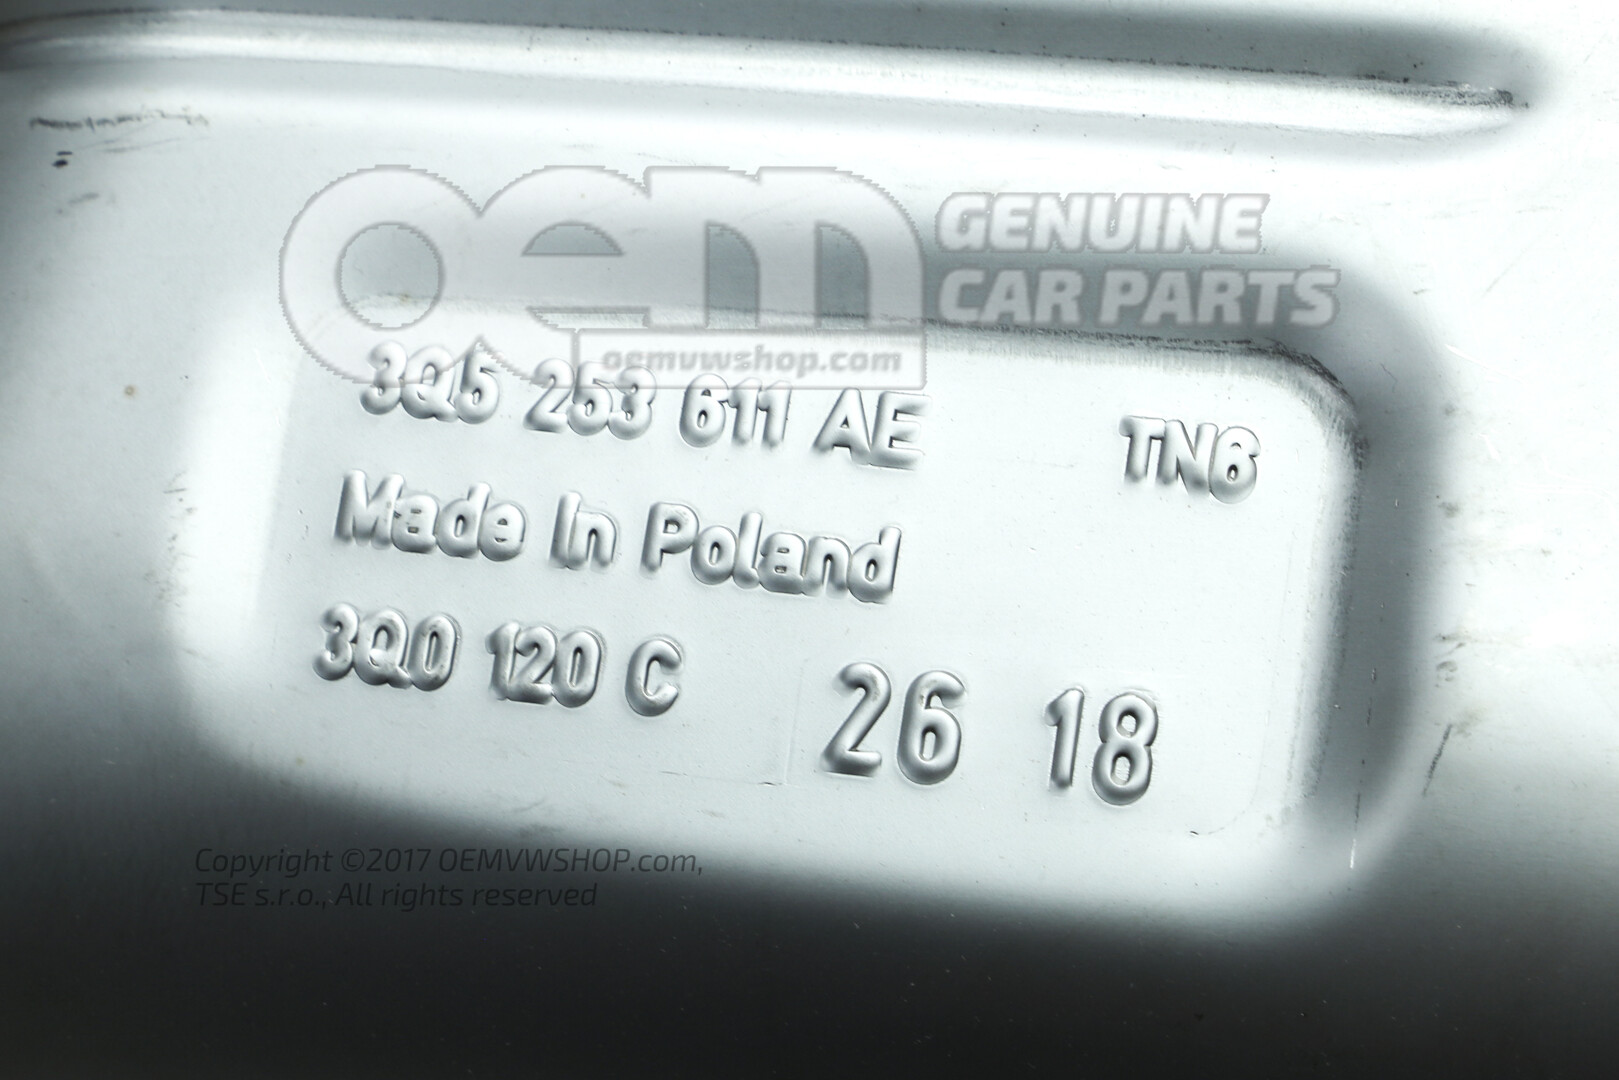 oem GENUINE
CAR PARTS
oemvwshop.com
3Q5 253 611 AE TN6
Made In Poland
3Q0 120 C 26 18
Copyright ©2017 OEMVWSHOP.com,
TSE s.r.o., All rights reserved